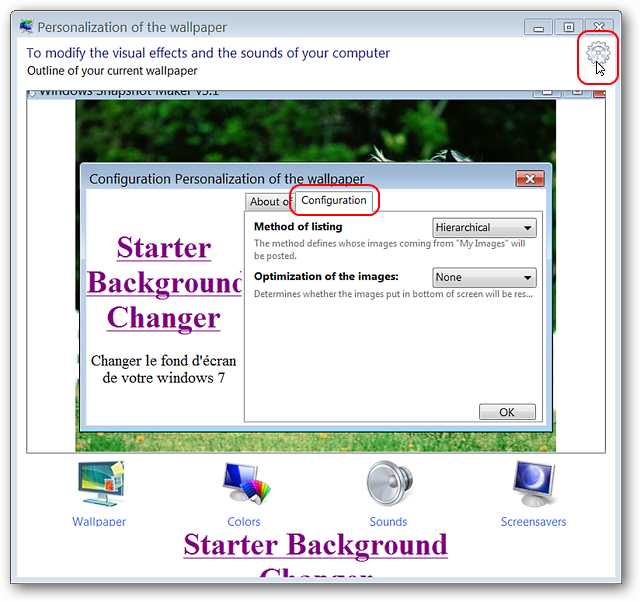 Personalization of the wallpaper
To modify the visual effects and the sounds of your computer
Outline of your current wallpaper
Windows Snapshot Maker v3.1
Configuration Personalization of the wallpaper
About of
Configuration
Method of listing
Hierarchical
The method defines whose images coming from "My Images" will
be posted.
Optimization of the images:
None
Determines whether the images put in bottom of screen will be res...
Starter
Background
Changer
Changer le fond d'écran
de votre windows 7
OK
Wallpaper
Colors
Sounds
Screensavers
Starter Background
Changer